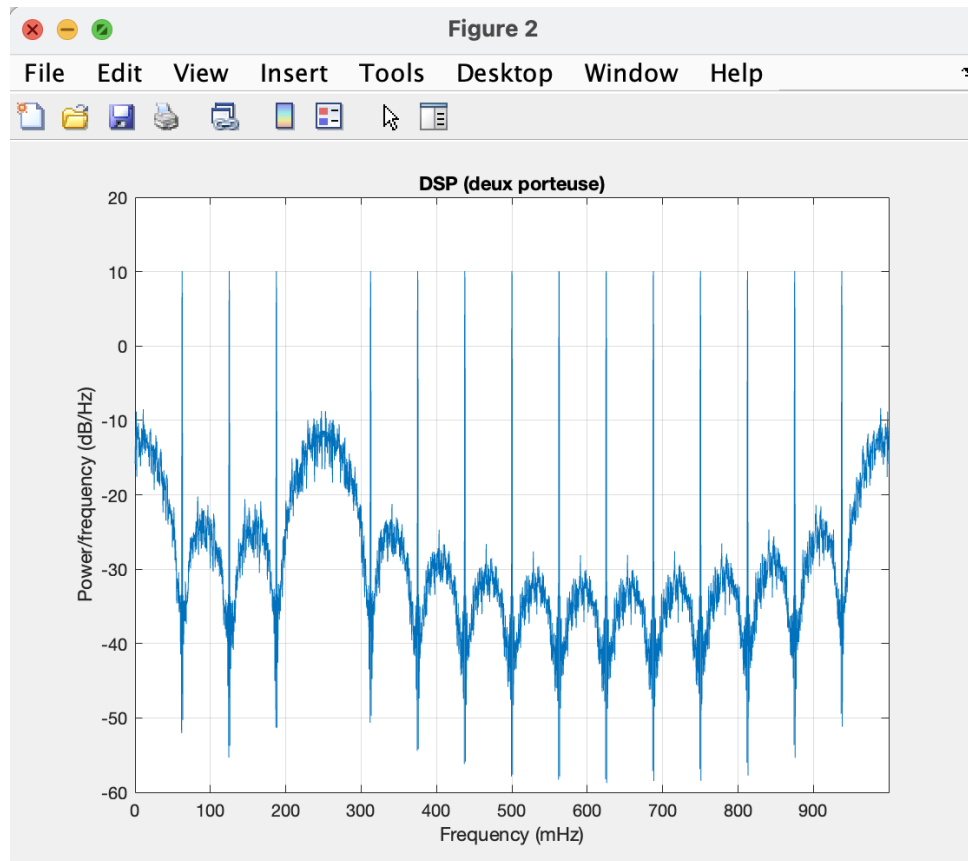 Figure 2
File Edit View Insert Tools Desktop Window Help
DSP (deux porteuse)
20
10
0
-10
-20
-30
-40
-50
-60
Power/frequency (dB/Hz)
0 100 200 300 400 500 600 700 800 900
Frequency (mHz)